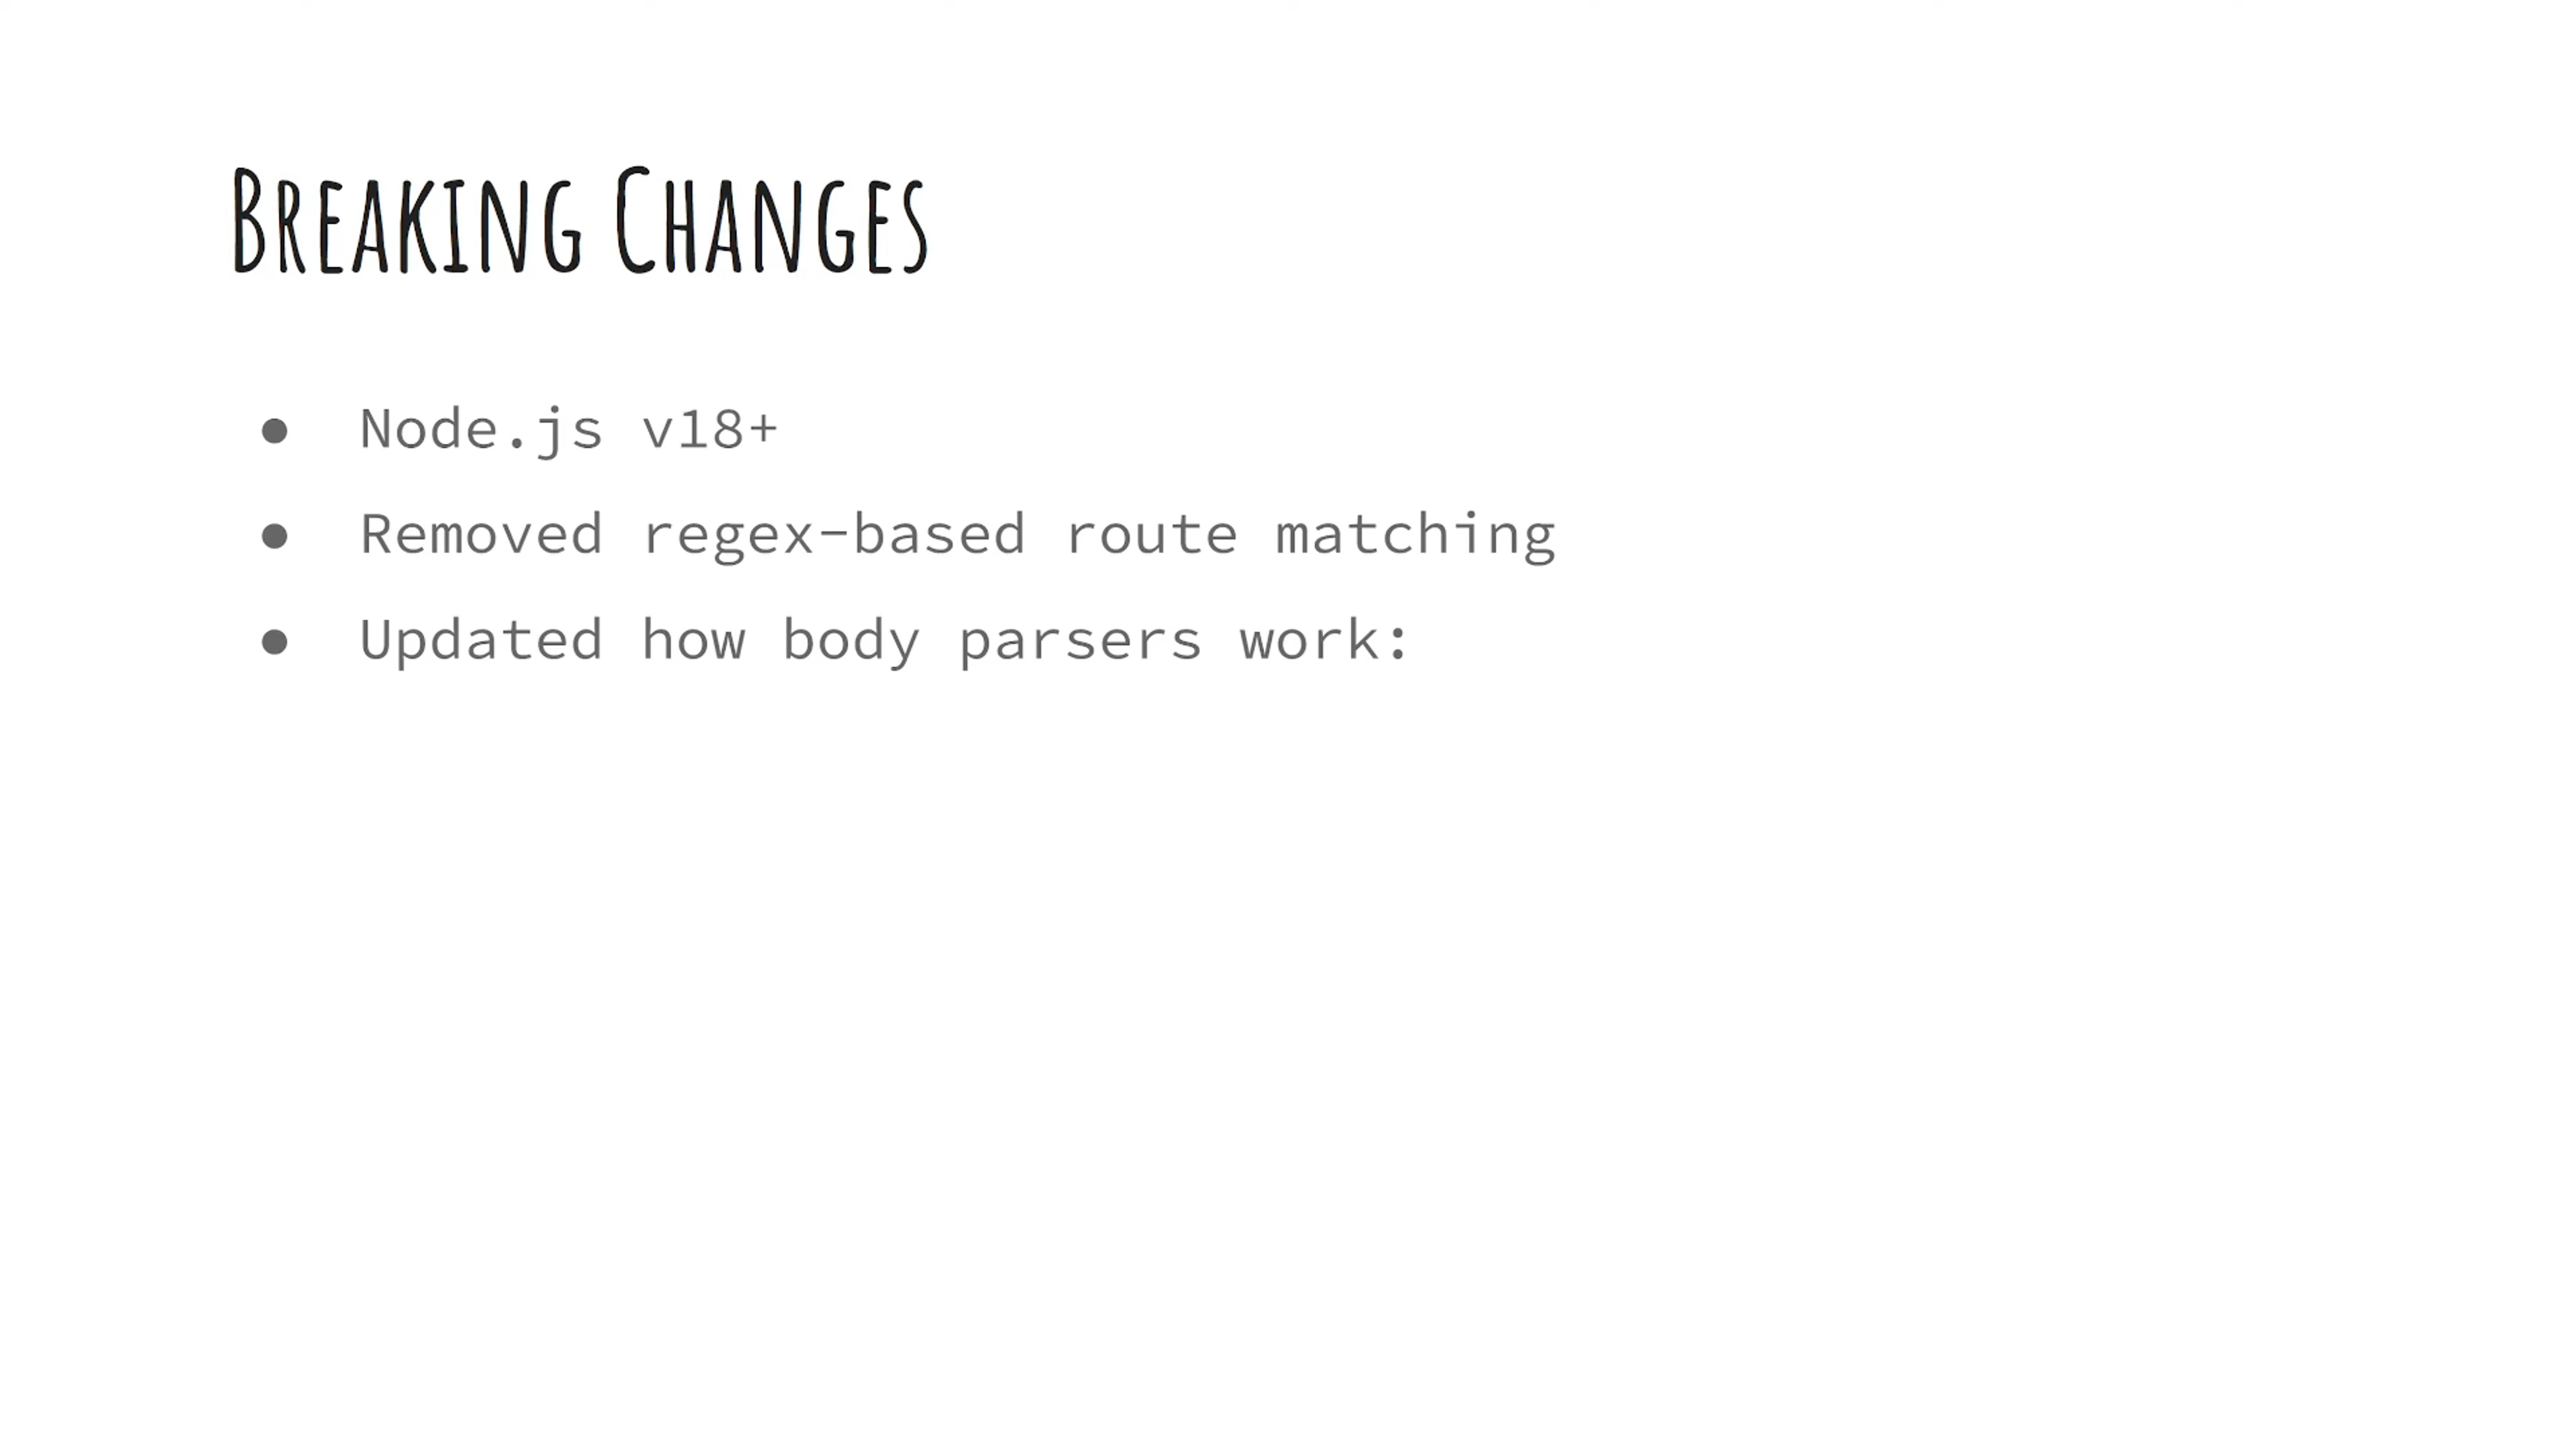 Breaking Changes
● Node.js v18+
● Removed regex-based route matching
● Updated how body parsers work: